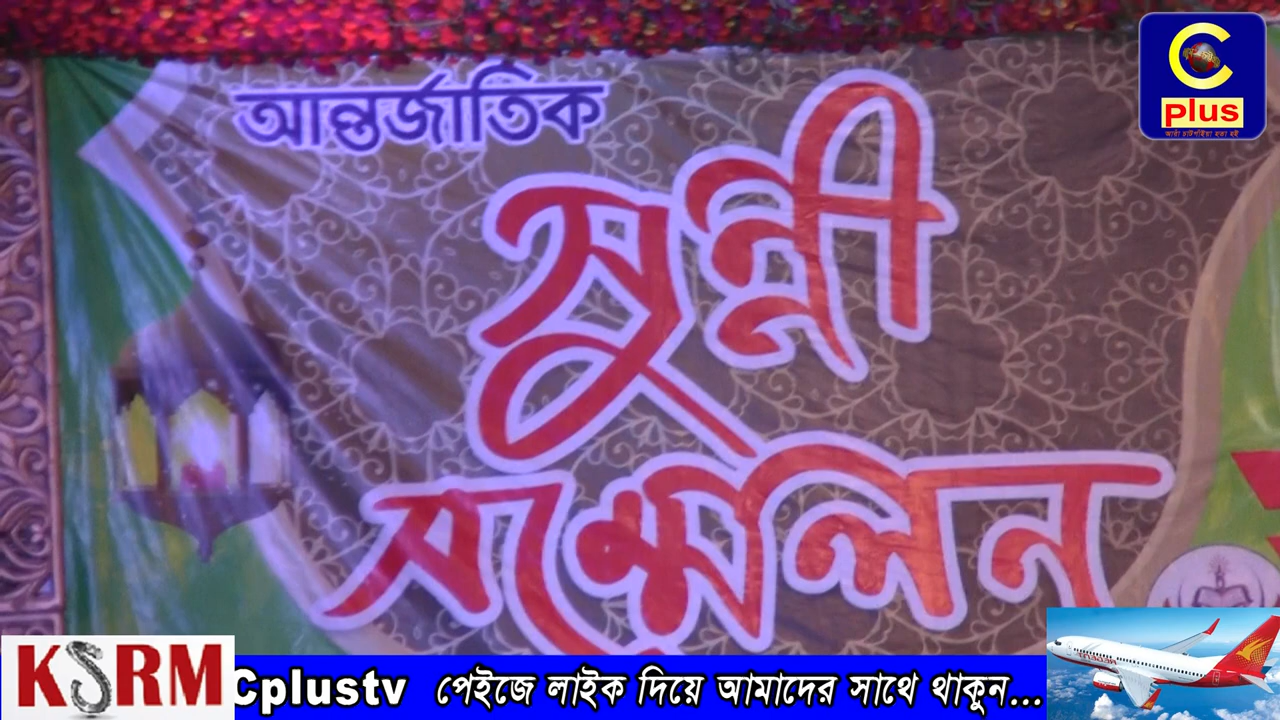 আন্তর্জাতিক
সুন্নী
সম্মেলন
C
plus
KSRM
Cplustv পেইজে লাইক দিয়ে আমাদের সাথে থাকুন...